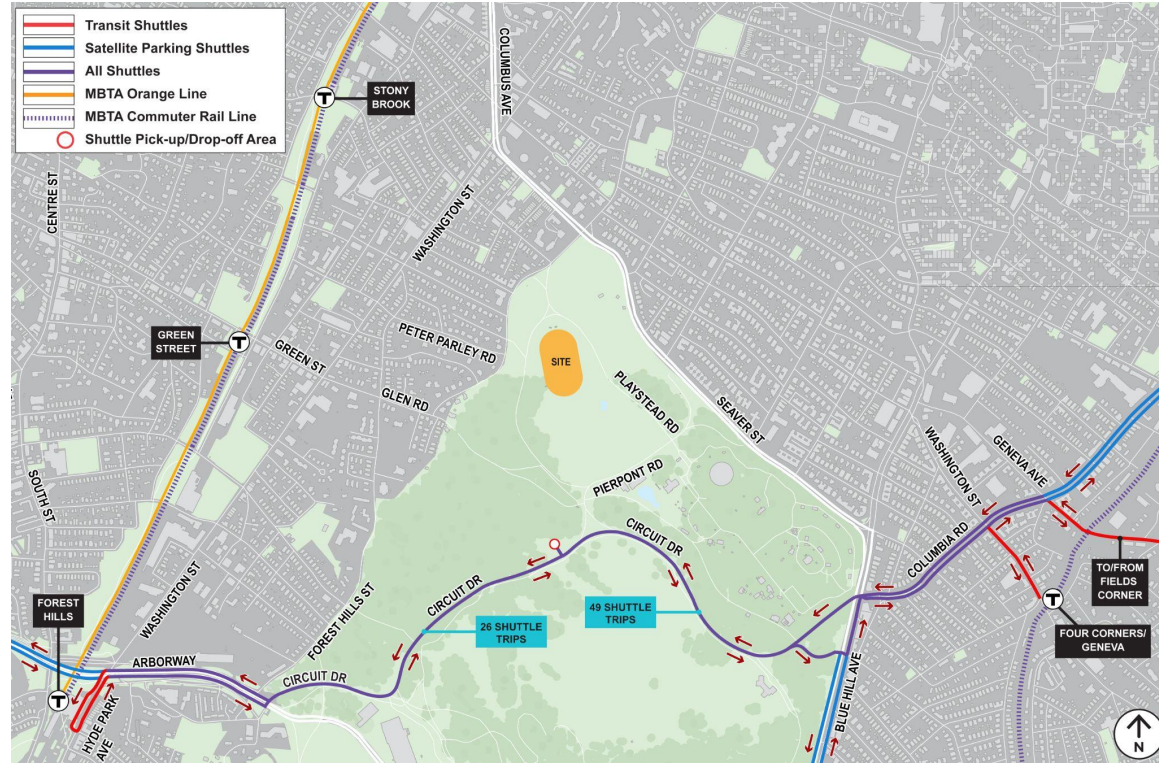 Transit Shuttles
Satellite Parking Shuttles
All Shuttles
MBTA Orange Line
MBTA Commuter Rail Line
Shuttle Pick-up/Drop-off Area
COLUMBUS AVE
T
STONY
BROOK
CENTRE ST
WASHINGTON ST
GREEN
STREET
T
GREEN ST
PETER PARLEY RD
GLEN RD
SITE
PLAYSTEAD RD
SEAVER ST
SOUTH ST
WASHINGTON ST
GENEVA AVE
PIERPONT RD
CIRCUIT DR
COLUMBIA RD
WASHINGTON ST
FOREST HILLS ST
CIRCUIT DR
TO/FROM
FIELDS
CORNER
FOREST
HILLS
26 SHUTTLE
TRIPS
49 SHUTTLE
TRIPS
T
FOUR CORNERS/
GENEVA
ARBORWAY
CIRCUIT DR
T
HYDE PARK
AVE
BLUE HILL AVE
N